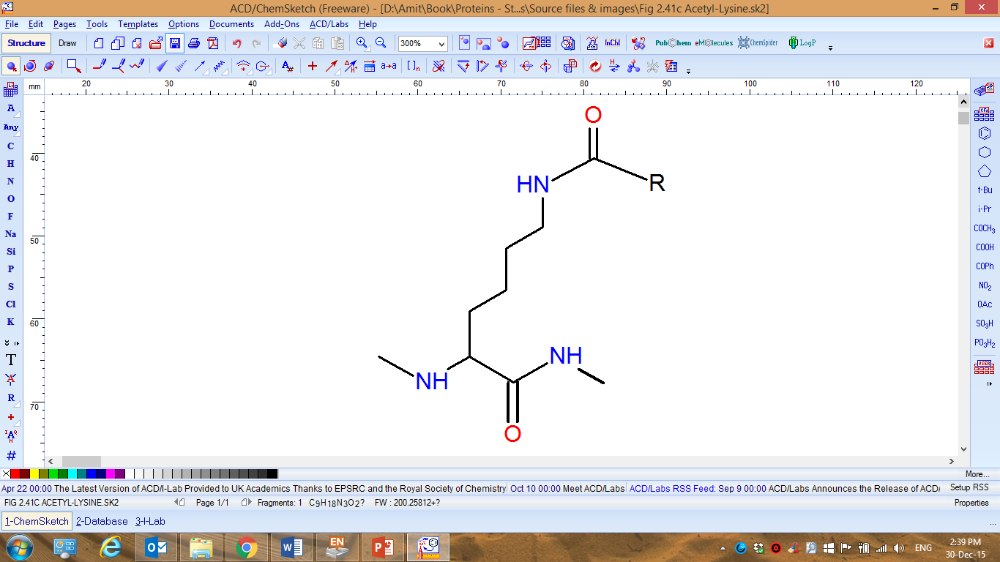 ACD/ChemSketch (Freeware) - [D:\Amit\Book\Proteins - St...s\Source files & images\Fig 2.41c Acetyl-Lysine.sk2]
File Edit Pages Tools Templates Options Documents Add-Ons ACD/Labs Help
Structure Draw 300% InChI PubChem eMolecules ChemSpider LogP
mm 20 30 40 50 60 70 80 90 100 110 120
A
Any
C
H
N
O
F
Na
Si
P
S
Cl
K
T
A
R
#
40
50
60
70
O
HN
R
NH
NH
O
t-Bu
i-Pr
COCH3
COOH
COPh
NO2
OAc
SO3H
PO3H2
USER
More...
Apr 22 00:00 The Latest Version of ACD/I-Lab Provided to UK Academics Thanks to EPSRC and the Royal Society of Chemistry Oct 10 00:00 Meet ACD/Labs ACD/Labs RSS Feed: Sep 9 00:00 ACD/Labs Announces the Release of ACD/ Setup RSS
FIG 2.41C ACETYL-LYSINE.SK2 Page 1/1 Fragments: 1 C9H18N3O2? FW : 200.25812+? Properties
1-ChemSketch 2-Database 3-I-Lab ...
EN ENG 2:39 PM
30-Dec-15